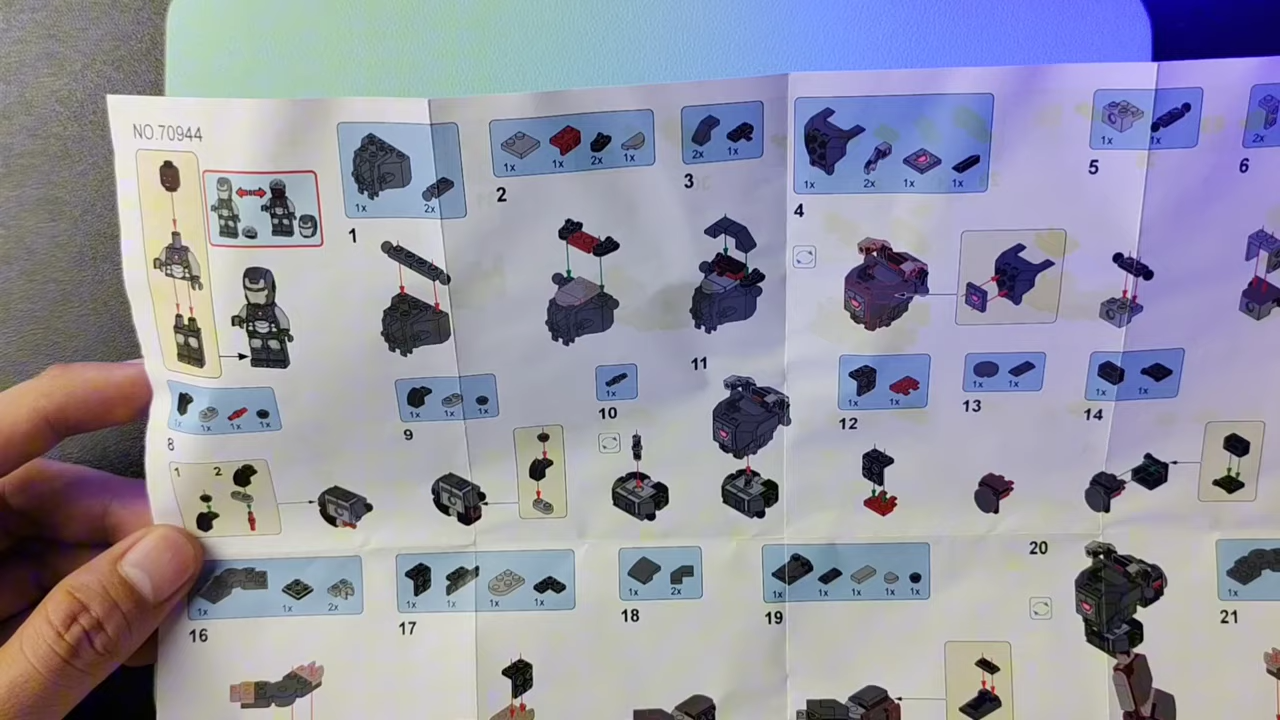 NO.70944
1x 2x
1
1x 1x 2x 1x
2
2x 1x
3
1x 2x 1x 1x
4
1x 1x
5
2x
6
1x 1x 1x 1x
8
1 2
1x 1x 1x
9
1x
10
11
1x 1x
12
1x 1x
13
1x 1x
14
1x 1x 2x
16
1x 1x 1x 1x
17
1x 2x
18
1x 1x 1x 1x 1x
19
20
1x
21